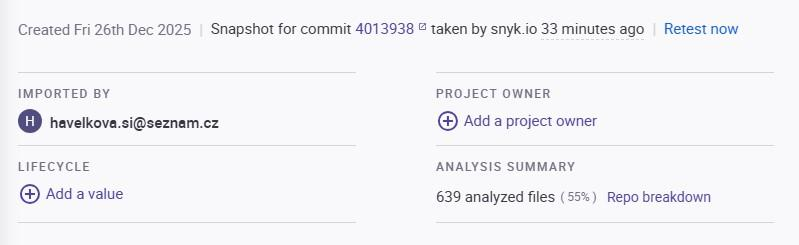 Created Fri 26th Dec 2025 | Snapshot for commit 4013938 taken by snyk.io 33 minutes ago | Retest now
IMPORTED BY
PROJECT OWNER
H havelkova.si@seznam.cz
Add a project owner
LIFECYCLE
ANALYSIS SUMMARY
Add a value
639 analyzed files (55%) Repo breakdown